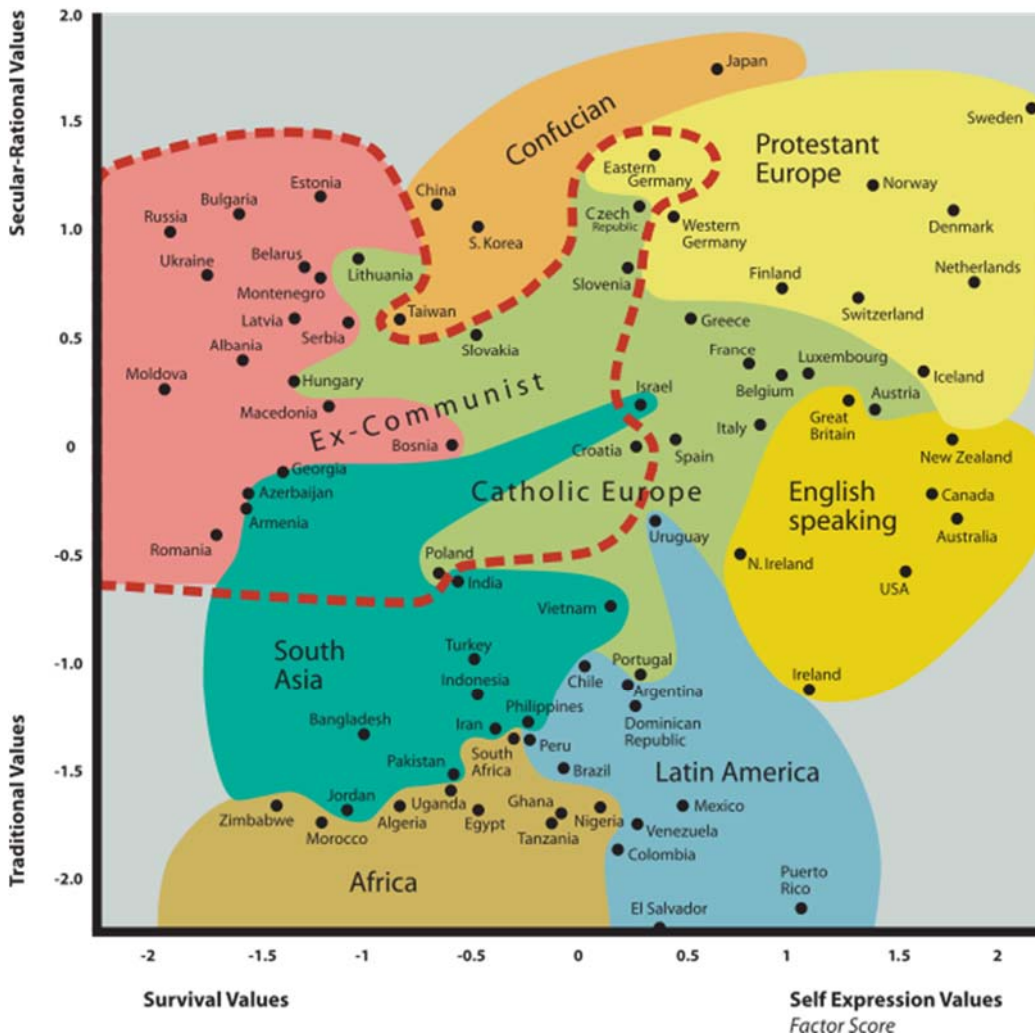 Secular-Rational Values
Traditional Values
2.0
1.5
1.0
0.5
0
-0.5
-1.0
-1.5
-2.0
Japan
Confucian
Sweden
Protestant
Europe
Eastern
Germany
Estonia
China
Norway
Bulgaria
Russia
Czech
Republic
Western
Germany
Denmark
S. Korea
Belarus
Ukraine
Lithuania
Slovenia
Finland
Netherlands
Montenegro
Switzerland
Taiwan
Latvia
Serbia
Greece
Slovakia
Albania
France
Luxembourg
Moldova
Hungary
Israel
Belgium
Austria
Iceland
Macedonia
Ex-Communist
Great
Britain
Bosnia
Croatia
Spain
Italy
New Zealand
Georgia
Azerbaijan
Catholic Europe
English
speaking
Canada
Armenia
Uruguay
Australia
Romania
Poland
India
N. Ireland
USA
Vietnam
South
Asia
Turkey
Portugal
Ireland
Indonesia
Chile
Argentina
Bangladesh
Philippines
Dominican
Republic
Iran
Peru
South
Africa
Pakistan
Brazil
Latin America
Jordan
Uganda
Ghana
Mexico
Zimbabwe
Morocco
Algeria
Egypt
Tanzania
Nigeria
Venezuela
Colombia
Africa
Puerto
Rico
El Salvador
-2
-1.5
-1
-0.5
0
0.5
1
1.5
2
Survival Values
Self Expression Values
Factor Score